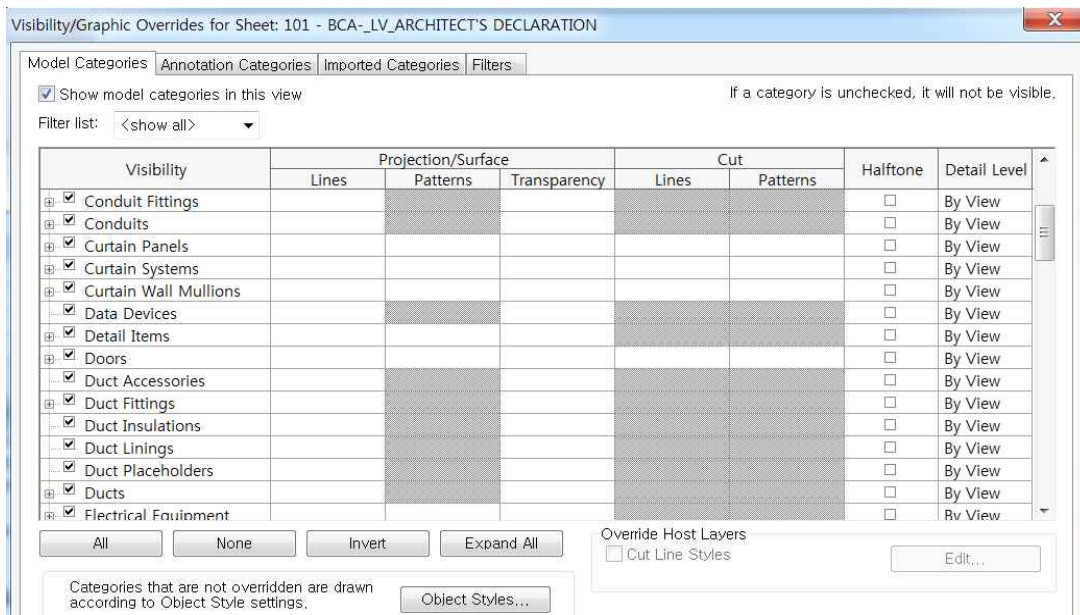 Visibility/Graphic Overrides for Sheet: 101 - BCA-_LV_ARCHITECT'S DECLARATION
Model Categories Annotation Categories Imported Categories Filters
Show model categories in this view If a category is unchecked, it will not be visible,
Filter list: <show all>
Visibility Projection/Surface Cut Halftone Detail Level
Lines Patterns Transparency Lines Patterns
Conduit Fittings By View
Conduits By View
Curtain Panels By View
Curtain Systems By View
Curtain Wall Mullions By View
Data Devices By View
Detail Items By View
Doors By View
Duct Accessories By View
Duct Fittings By View
Duct Insulations By View
Duct Linings By View
Duct Placeholders By View
Ducts By View
Electrical Equipment By View
All None Invert Expand All Override Host Layers
Cut Line Styles Edit...
Categories that are not overridden are drawn
according to Object Style settings, Object Styles...